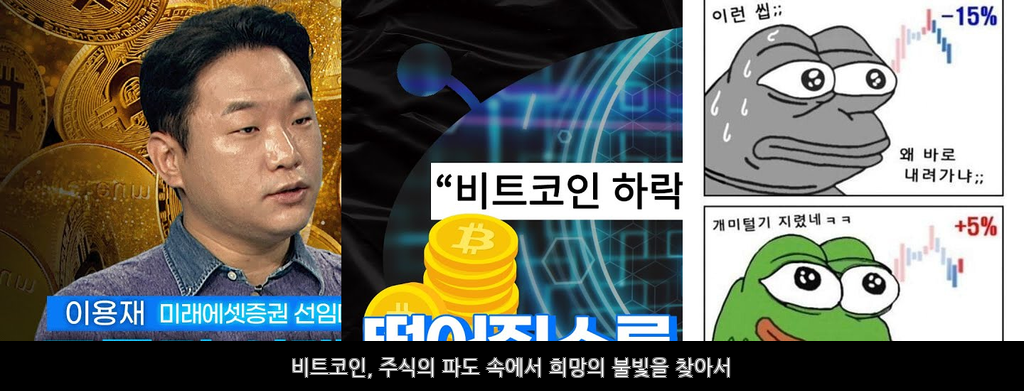 이용재 미래에셋증권 선임
“비트코인 하락
이런 씹;;
-15%
왜 바로
내려가냐;;
개미털기 지렸네ㅋㅋ
+5%
비트코인, 주식의 파도 속에서 희망의 불빛을 찾아서